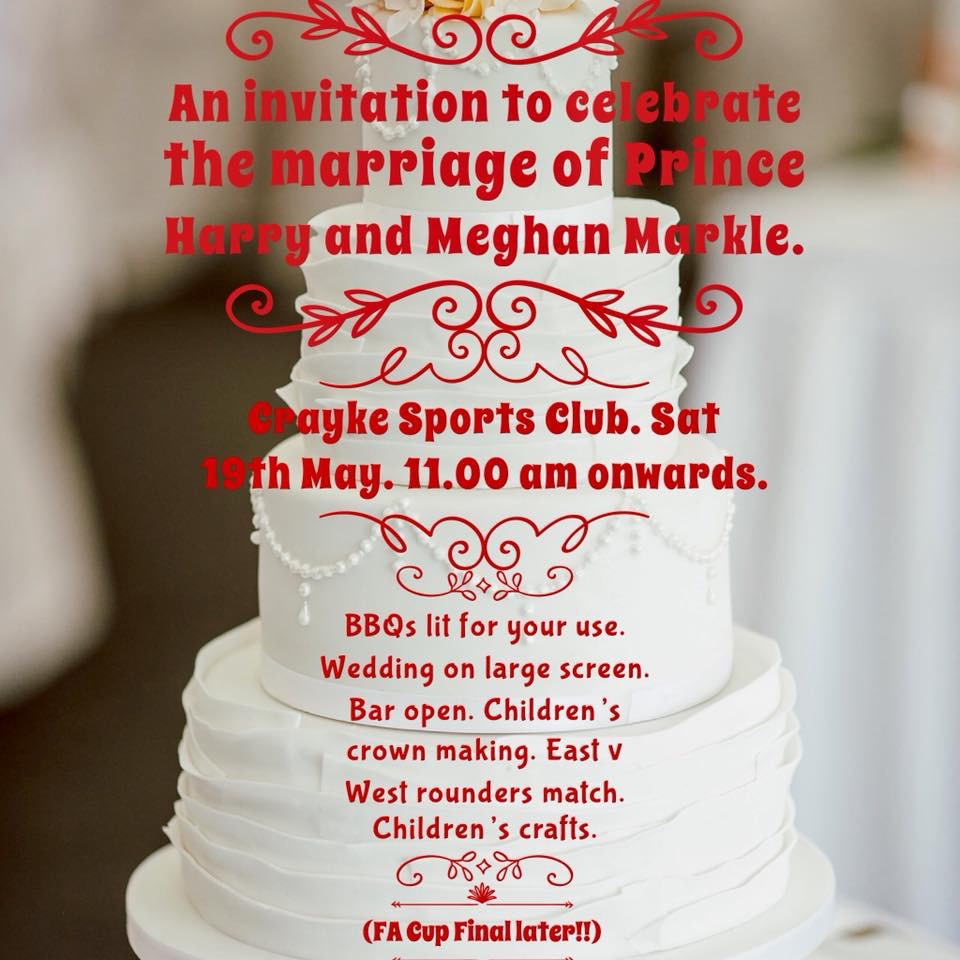 An invitation to celebrate
the marriage of Prince
Harry and Meghan Markle.
Crayke Sports Club. Sat
19th May. 11.00 am onwards.
BBQs lit for your use.
Wedding on large screen.
Bar open. Children's
crown making. East v
West rounders match.
Children's crafts.
(FA Cup Final later!!)